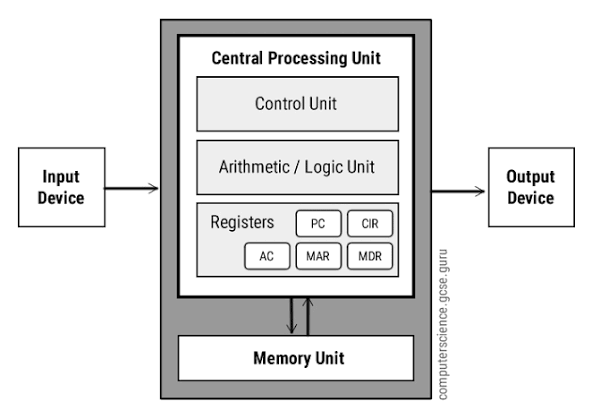 Central Processing Unit
Control Unit
Arithmetic / Logic Unit
Registers PC CIR
AC MAR MDR
Input
Device
Output
Device
Memory Unit
computerscience.gcse.guru